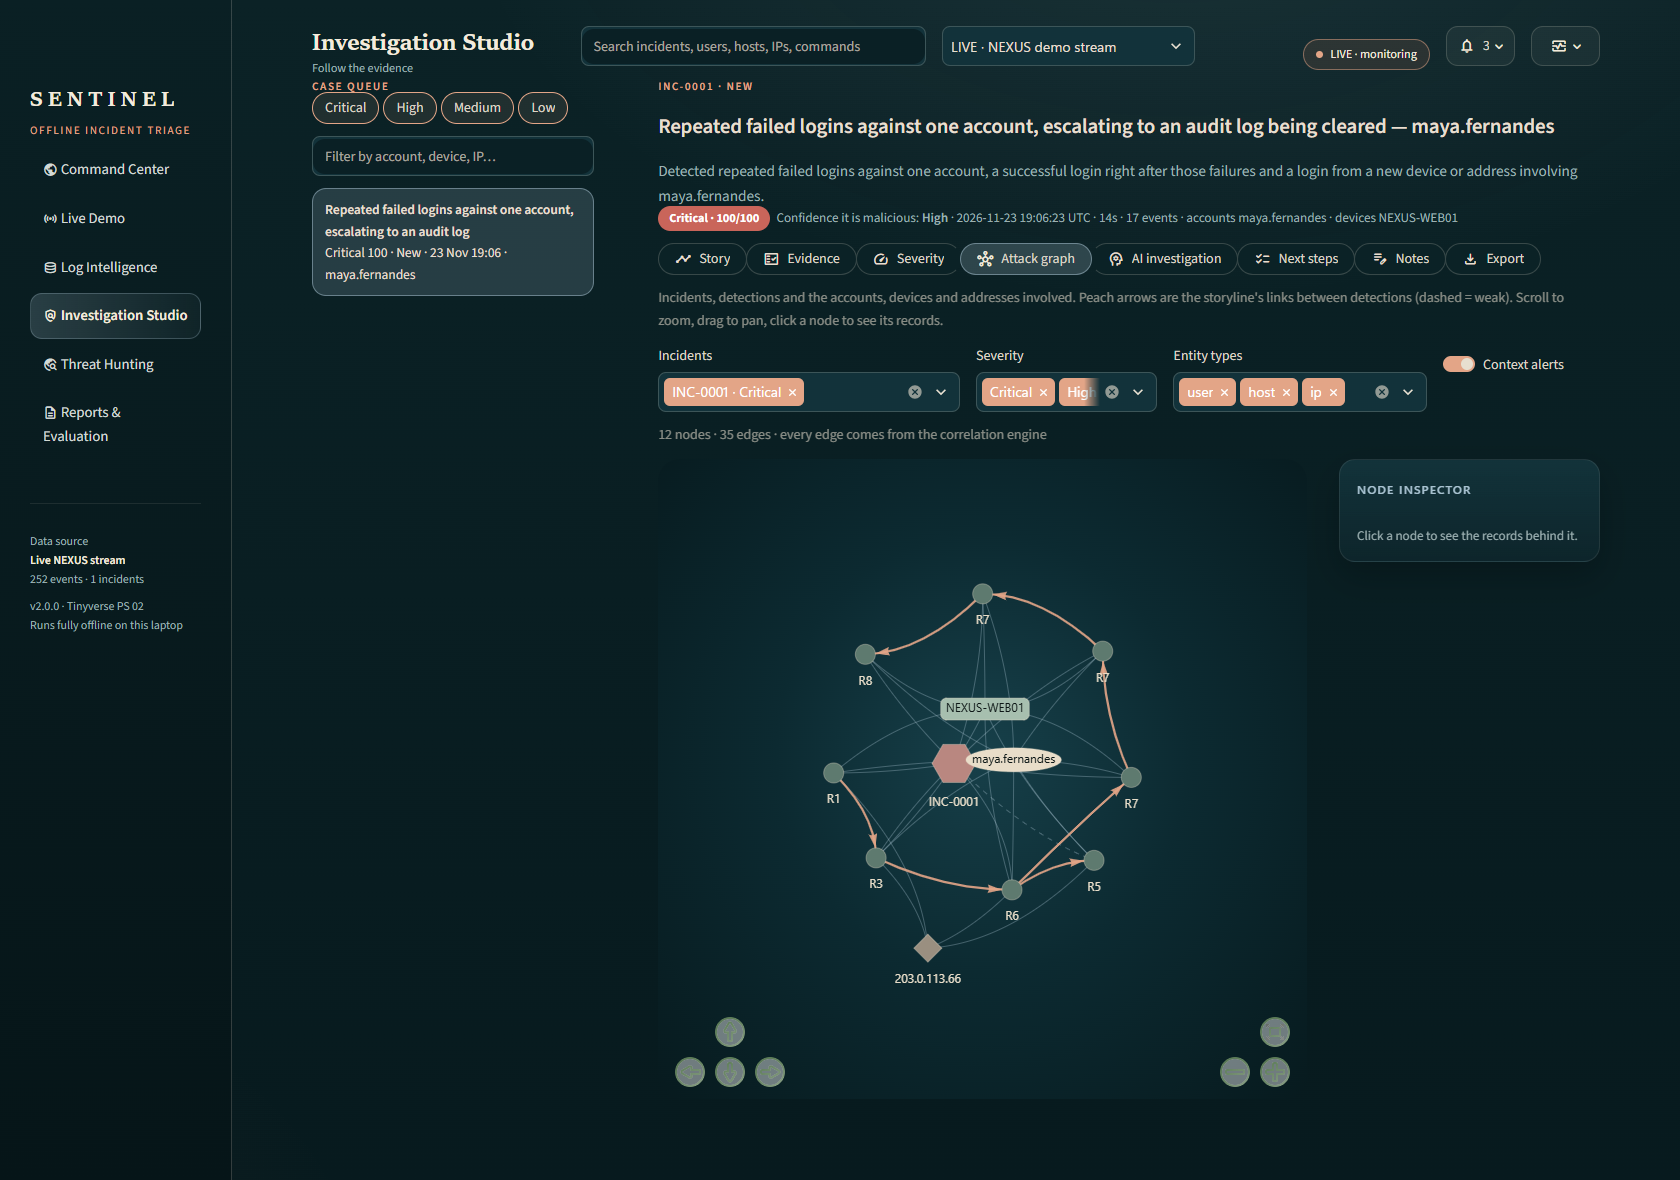 SENTINEL
OFFLINE INCIDENT TRIAGE
Command Center
Live Demo
Log Intelligence
Investigation Studio
Threat Hunting
Reports &
Evaluation
Data source
Live NEXUS stream
252 events · 1 incidents
v2.0.0 · Tinyverse PS 02
Runs fully offline on this laptop
Investigation Studio
Follow the evidence
Search incidents, users, hosts, IPs, commands
LIVE · NEXUS demo stream
LIVE · monitoring
3
CASE QUEUE
Critical High Medium Low
Filter by account, device, IP…
Repeated failed logins against one account,
escalating to an audit log
Critical 100 · New · 23 Nov 19:06 ·
maya.fernandes
INC-0001 · NEW
Repeated failed logins against one account, escalating to an audit log being cleared — maya.fernandes
Detected repeated failed logins against one account, a successful login right after those failures and a login from a new device or address involving
maya.fernandes.
Critical · 100/100 Confidence it is malicious: High · 2026-11-23 19:06:23 UTC · 14s · 17 events · accounts maya.fernandes · devices NEXUS-WEB01
Story Evidence Severity Attack graph AI investigation Next steps Notes Export
Incidents, detections and the accounts, devices and addresses involved. Peach arrows are the storyline's links between detections (dashed = weak). Scroll to
zoom, drag to pan, click a node to see its records.
Incidents Severity Entity types
Context alerts
INC-0001 · Critical × Critical × High user × host × ip ×
12 nodes · 35 edges · every edge comes from the correlation engine
NODE INSPECTOR
Click a node to see the records behind it.
R7
R7
R8
NEXUS-WEB01
maya.fernandes
R1
INC-0001
R7
R3
R5
R6
203.0.113.66